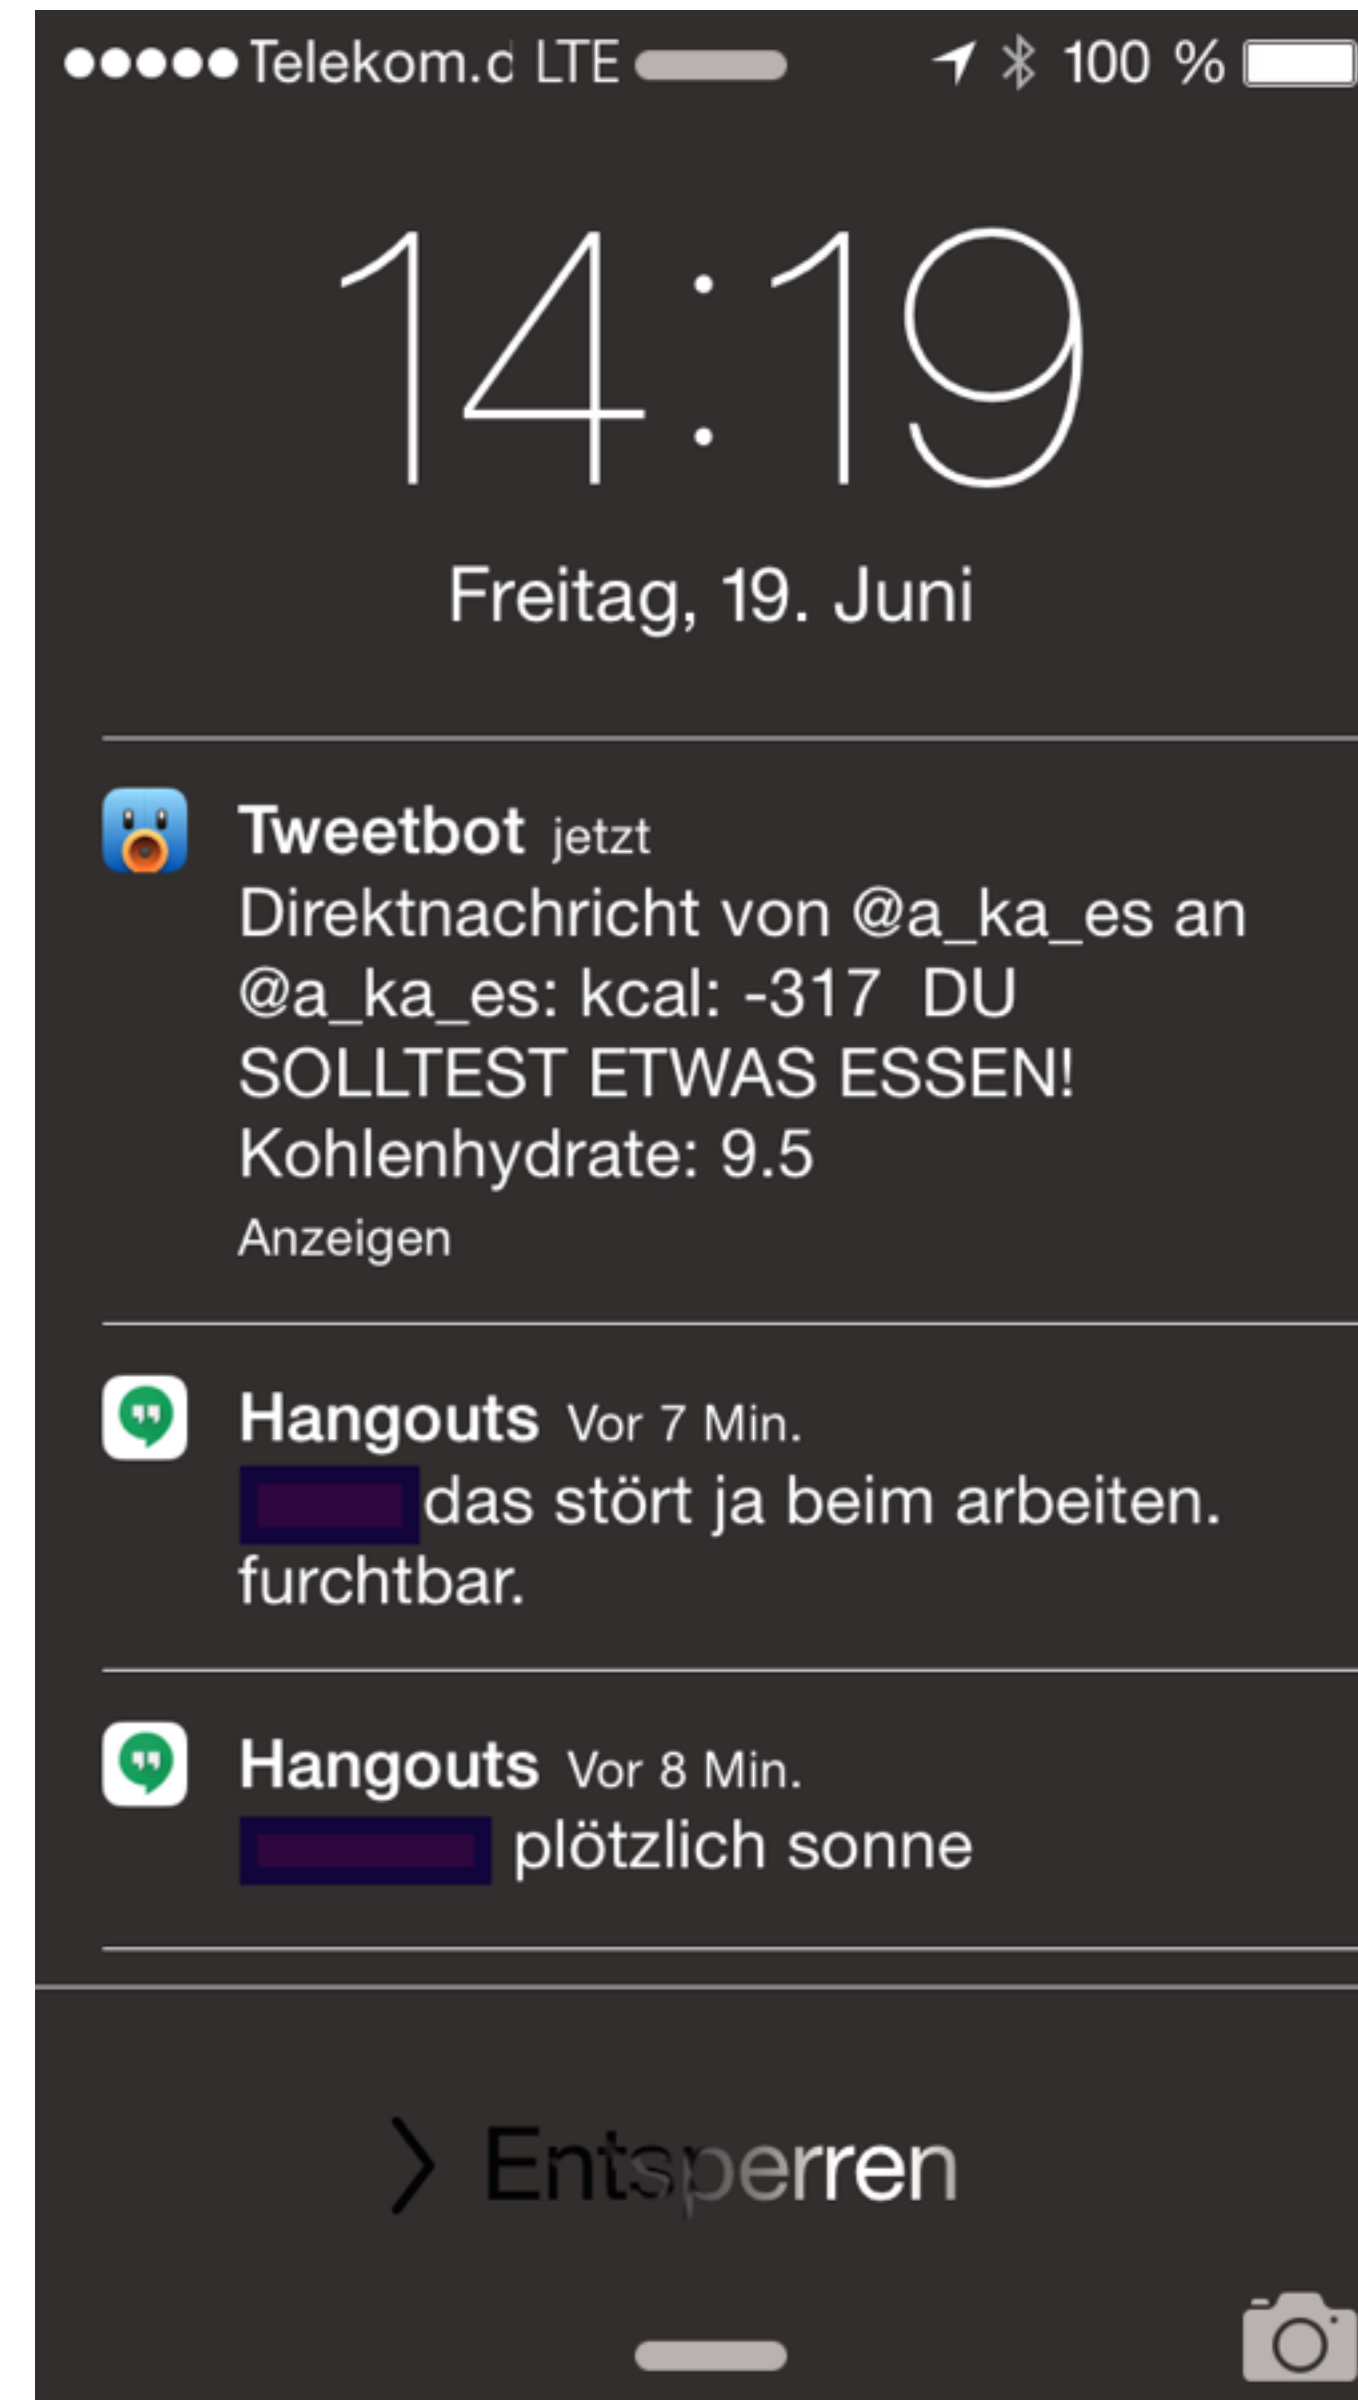 Telekom.d LTE 100 %
14:19
Freitag, 19. Juni
Tweetbot jetzt
Direktnachricht von @a_ka_es an
@a_ka_es: kcal: -317  DU
SOLLTEST ETWAS ESSEN!
Kohlenhydrate: 9.5
Anzeigen
Hangouts Vor 7 Min.
das stört ja beim arbeiten.
furchtbar.
Hangouts Vor 8 Min.
plötzlich sonne
Entsperren